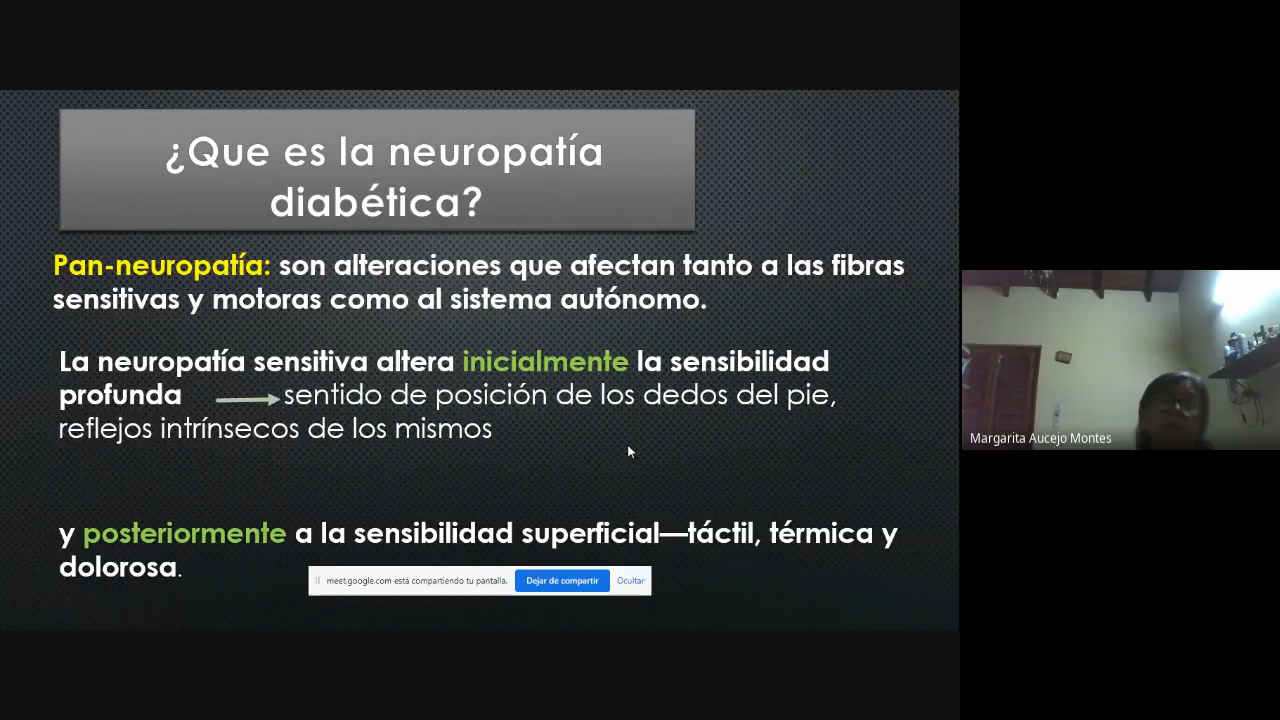 ¿Que es la neuropatía
diabética?
Pan-neuropatía: son alteraciones que afectan tanto a las fibras
sensitivas y motoras como al sistema autónomo.
La neuropatía sensitiva altera inicialmente la sensibilidad
profunda sentido de posición de los dedos del pie,
reflejos intrínsecos de los mismos
y posteriormente a la sensibilidad superficial—táctil, térmica y
dolorosa.
meet.google.com está compartiendo tu pantalla. Dejar de compartir Ocultar
Margarita Aucejo Montes